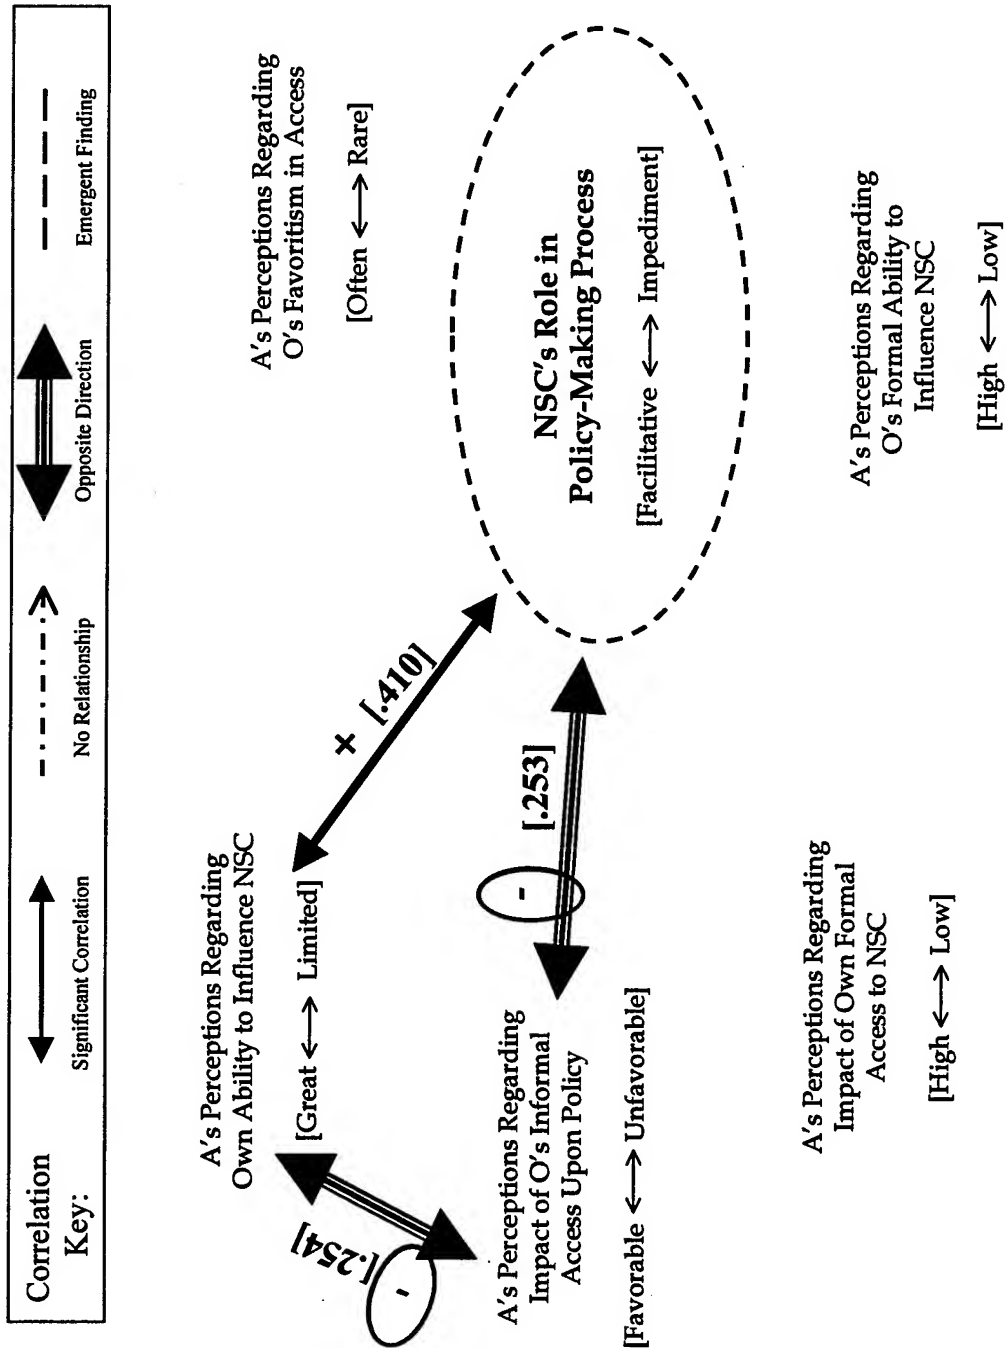 Correlation
Key:
Significant Correlation
No Relationship
Opposite Direction
Emergent Finding
A's Perceptions Regarding
Own Ability to Influence NSC
[Great ⟷ Limited]
A's Perceptions Regarding
O's Favoritism in Access
[Often ⟷ Rare]
+ [.410]
[.254]
-
A's Perceptions Regarding
Impact of O's Informal
Access Upon Policy
[Favorable ⟷ Unfavorable]
-
[.253]
NSC's Role in
Policy-Making Process
[Facilitative ⟷ Impediment]
A's Perceptions Regarding
Impact of Own Formal
Access to NSC
[High ⟷ Low]
A's Perceptions Regarding
O's Formal Ability to
Influence NSC
[High ⟷ Low]